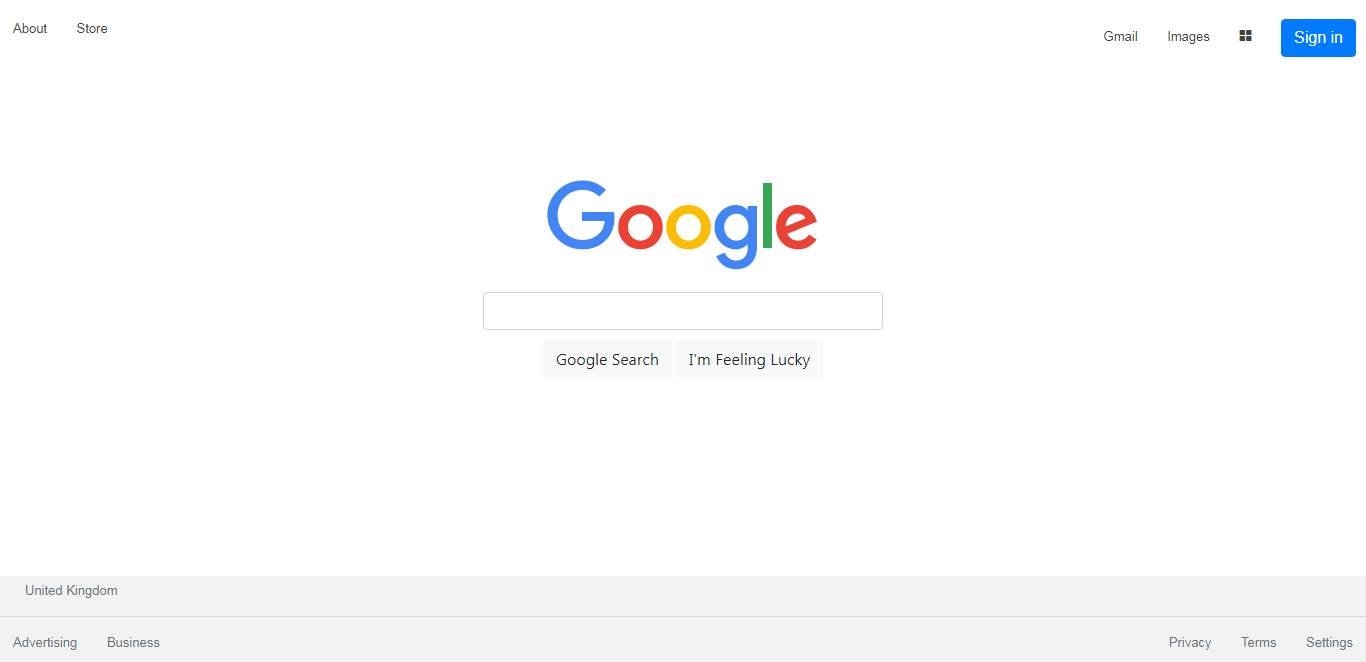 About Store Gmail Images Sign in
Google
Google Search I'm Feeling Lucky
United Kingdom
Advertising Business Privacy Terms Settings